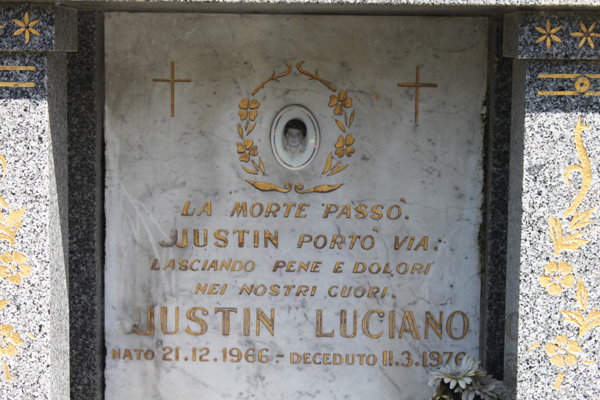 LA MORTE PASSO'.
JUSTIN PORTO' VIA.
LASCIANDO PENE E DOLORI
NEI NOSTRI CUORI.
JUSTIN LUCIANO
NATO 21.12.1966 - DECEDUTO 11.3.1976